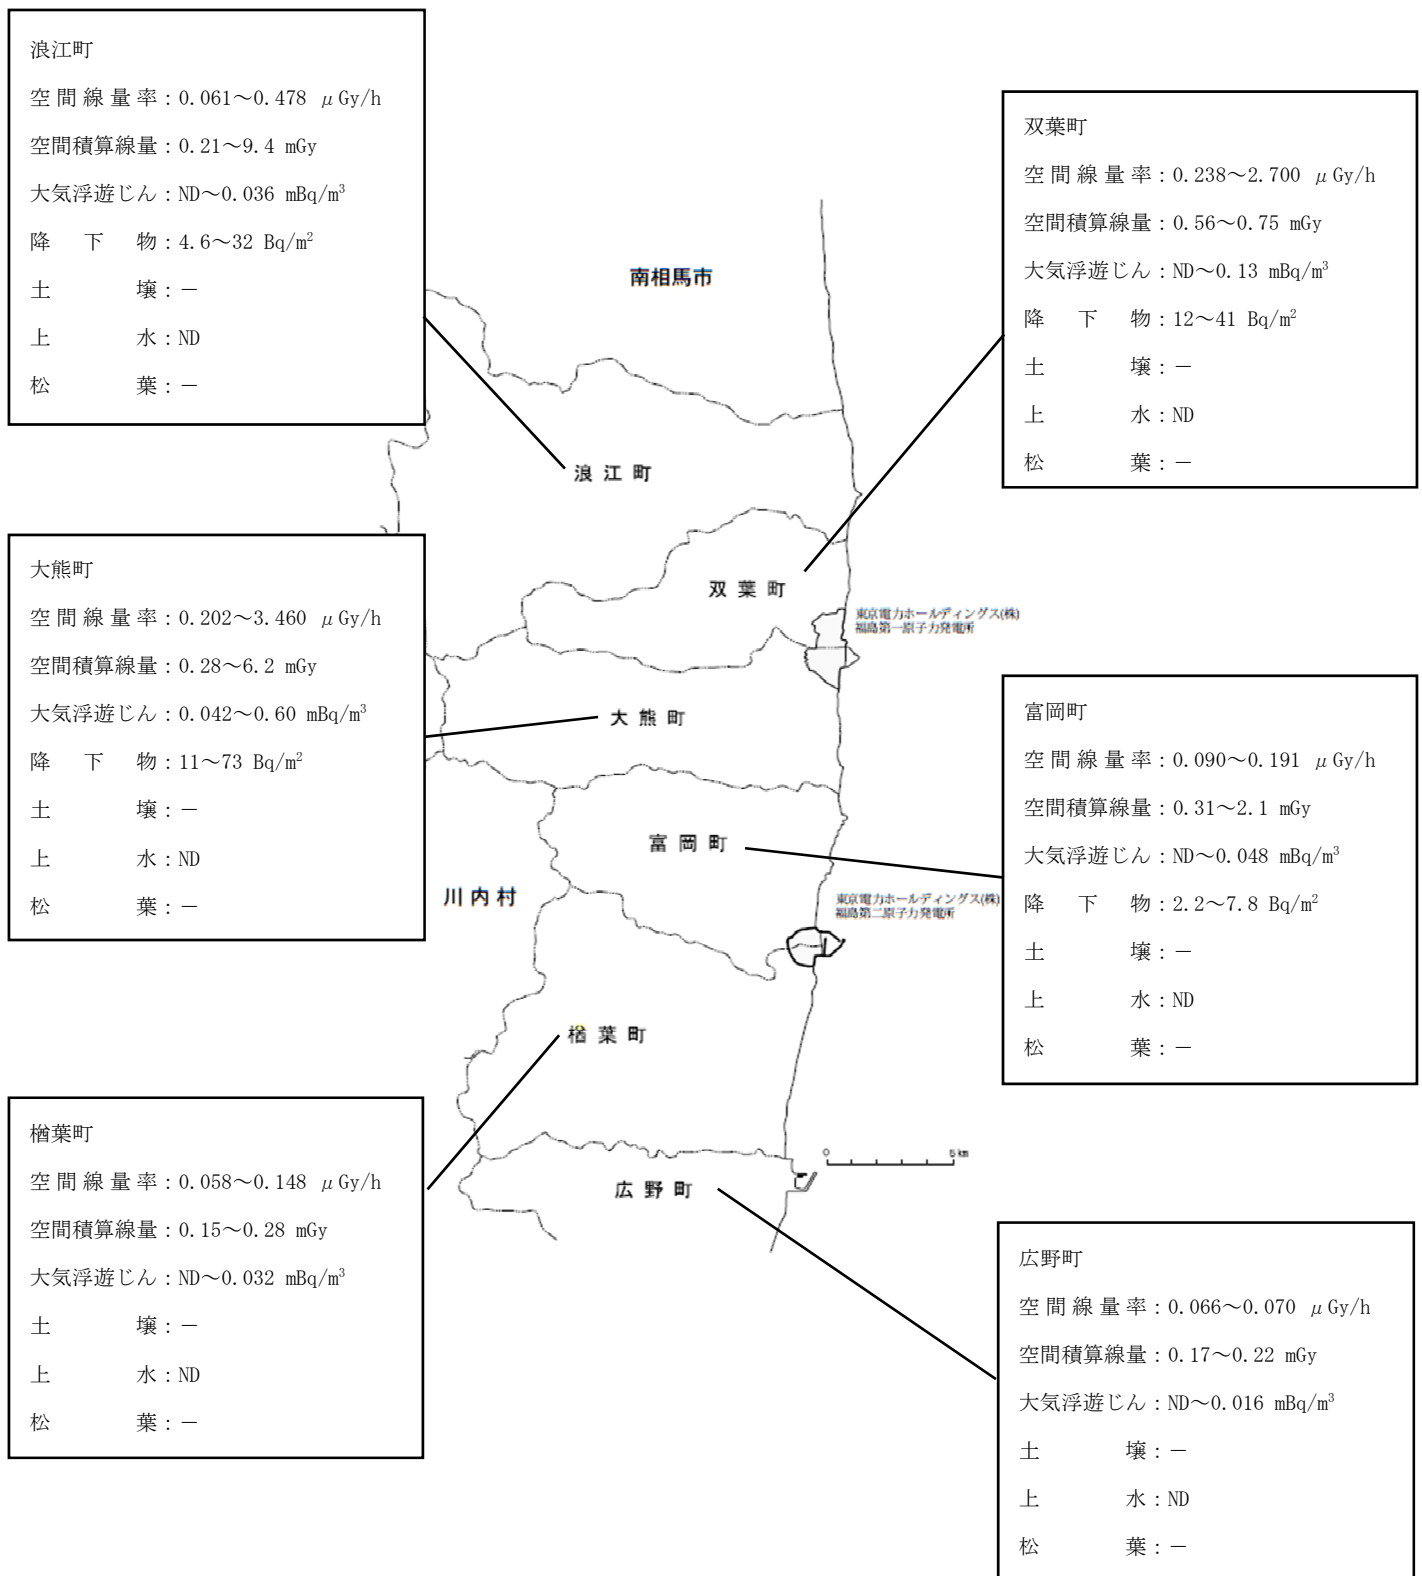 浪江町
空間線量率：0.061～0.478 μGy/h
空間積算線量：0.21～9.4 mGy
大気浮遊じん：ND～0.036 mBq/m³
降下物：4.6～32 Bq/m²
土壌：－
上水：ND
松葉：－
双葉町
空間線量率：0.238～2.700 μGy/h
空間積算線量：0.56～0.75 mGy
大気浮遊じん：ND～0.13 mBq/m³
降下物：12～41 Bq/m²
土壌：－
上水：ND
松葉：－
南相馬市
浪江町
双葉町
東京電力ホールディングス(株)
福島第一原子力発電所
大熊町
空間線量率：0.202～3.460 μGy/h
空間積算線量：0.28～6.2 mGy
大気浮遊じん：0.042～0.60 mBq/m³
降下物：11～73 Bq/m²
土壌：－
上水：ND
松葉：－
大熊町
富岡町
空間線量率：0.090～0.191 μGy/h
空間積算線量：0.31～2.1 mGy
大気浮遊じん：ND～0.048 mBq/m³
降下物：2.2～7.8 Bq/m²
土壌：－
上水：ND
松葉：－
富岡町
川内村
東京電力ホールディングス(株)
福島第二原子力発電所
楢葉町
楢葉町
空間線量率：0.058～0.148 μGy/h
空間積算線量：0.15～0.28 mGy
大気浮遊じん：ND～0.032 mBq/m³
土壌：－
上水：ND
松葉：－
0 5km
広野町
広野町
空間線量率：0.066～0.070 μGy/h
空間積算線量：0.17～0.22 mGy
大気浮遊じん：ND～0.016 mBq/m³
土壌：－
上水：ND
松葉：－